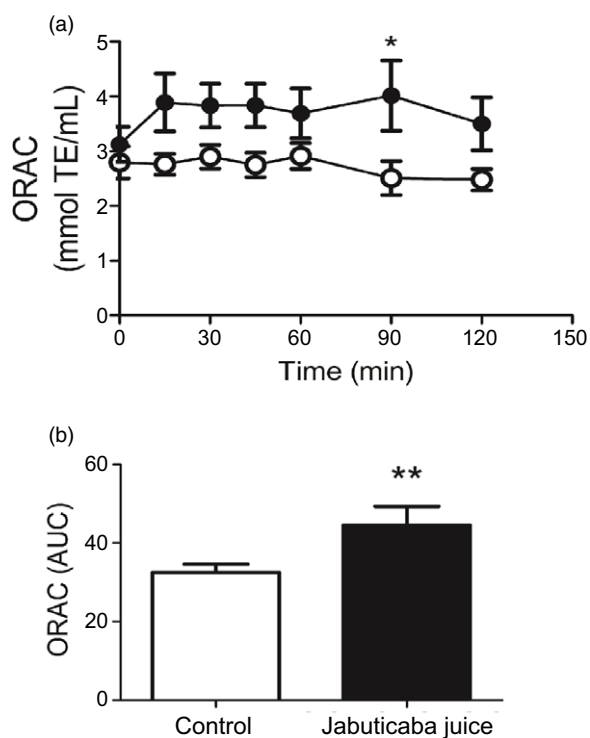 (a)
*
5
4
3
2
1
0
ORAC
(mmol TE/mL)
0 30 60 90 120 150
Time (min)
(b)
**
60
40
20
0
ORAC (AUC)
Control Jabuticaba juice